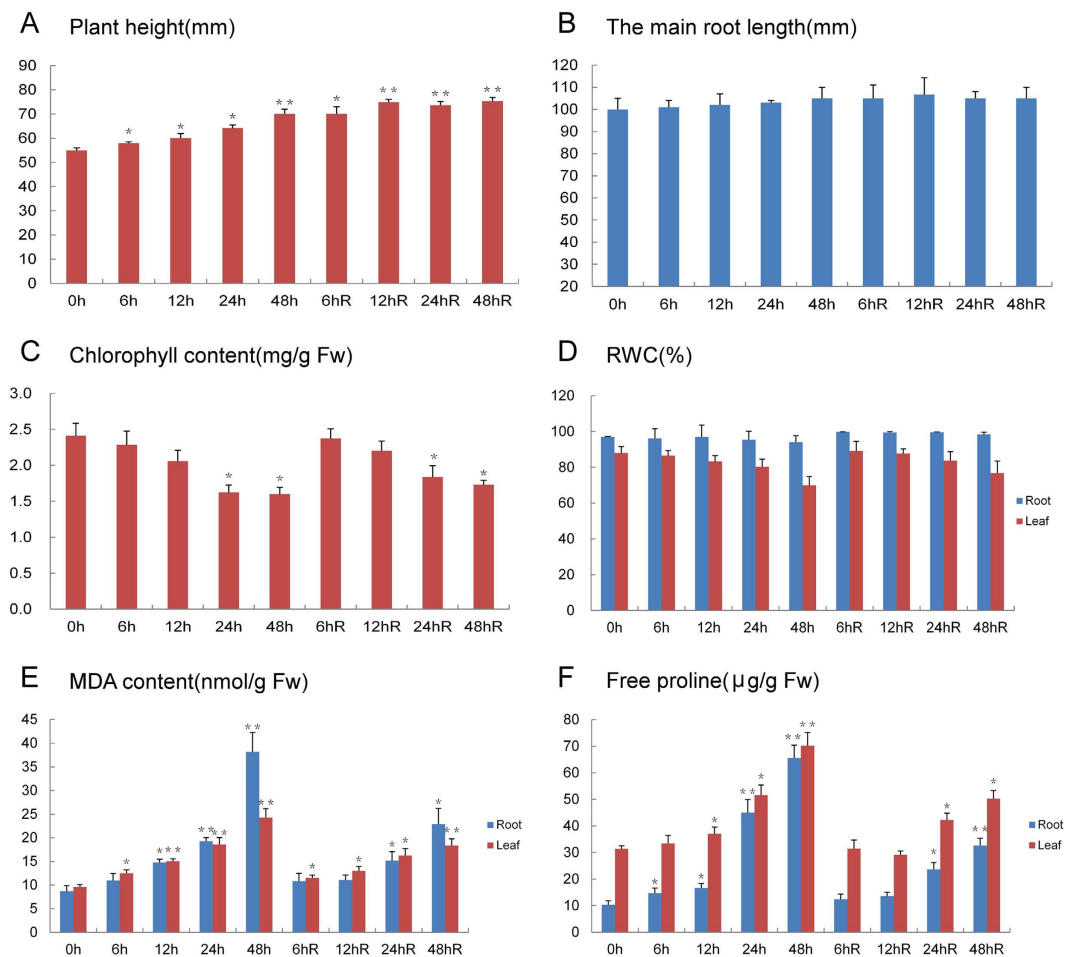 A Plant height(mm)
90
80
70
60
50
40
30
20
10
0
* * * ** * ** ** **
0h 6h 12h 24h 48h 6hR 12hR 24hR 48hR
B The main root length(mm)
120
110
100
90
80
70
60
50
40
30
20
0h 6h 12h 24h 48h 6hR 12hR 24hR 48hR
C Chlorophyll content(mg/g Fw)
3.0
2.5
2.0
1.5
1.0
0.5
0.0
* * * *
0h 6h 12h 24h 48h 6hR 12hR 24hR 48hR
D RWC(%)
120
100
80
60
40
20
0
0h 6h 12h 24h 48h 6hR 12hR 24hR 48hR
Root
Leaf
E MDA content(nmol/g Fw)
45
40
35
30
25
20
15
10
5
0
* * ** ** ** ** ** * * * * * **
0h 6h 12h 24h 48h 6hR 12hR 24hR 48hR
Root
Leaf
F Free proline(μg/g Fw)
80
70
60
50
40
30
20
10
0
* * * ** * ** ** * * ** *
0h 6h 12h 24h 48h 6hR 12hR 24hR 48hR
Root
Leaf